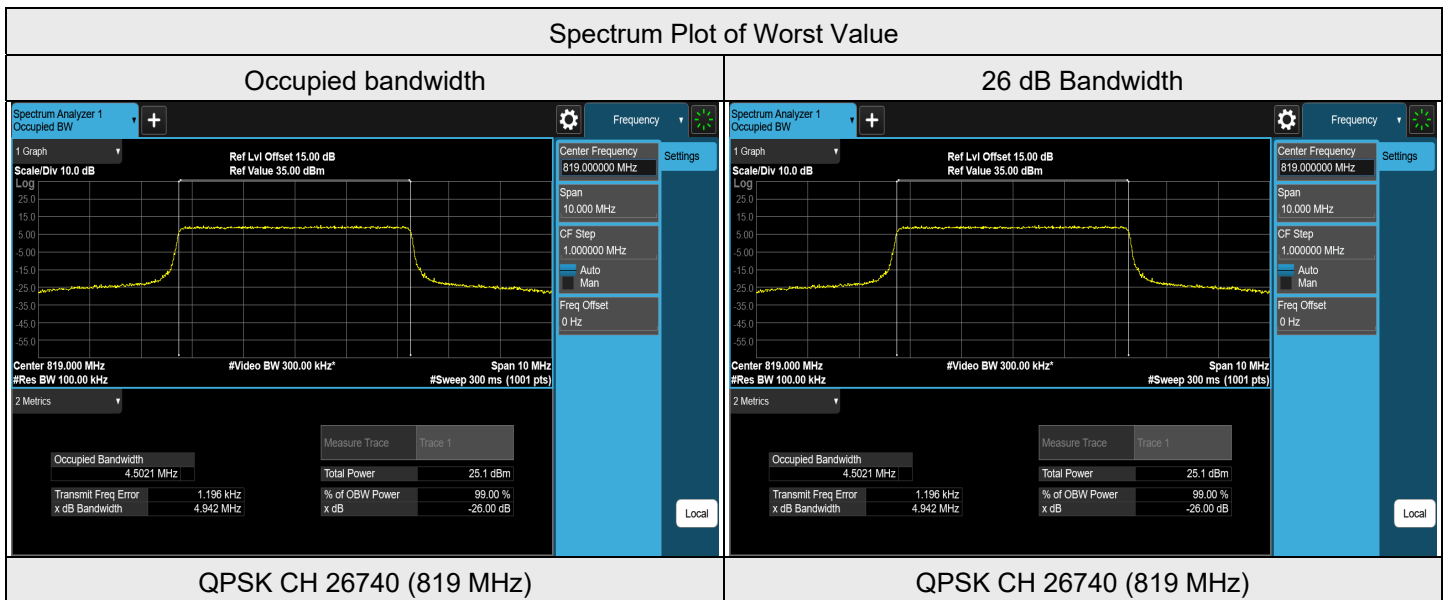 Spectrum Plot of Worst Value
Occupied bandwidth
26 dB Bandwidth
Spectrum Analyzer 1
Occupied BW
+
Frequency
1 Graph
Scale/Div 10.0 dB
Ref Lvl Offset 15.00 dB
Ref Value 35.00 dBm
Log
25.0
15.0
5.00
-5.00
-15.0
-25.0
-35.0
-45.0
-55.0
Center 819.000 MHz
#Video BW 300.00 kHz*
Span 10 MHz
#Res BW 100.00 kHz
#Sweep 300 ms (1001 pts)
Center Frequency
819.000000 MHz
Settings
Span
10.000 MHz
CF Step
1.000000 MHz
Auto
Man
Freq Offset
0 Hz
2 Metrics
Measure Trace Trace 1
Occupied Bandwidth
4.5021 MHz
Total Power 25.1 dBm
Transmit Freq Error 1.196 kHz
% of OBW Power 99.00 %
x dB Bandwidth 4.942 MHz
x dB -26.00 dB
Local
Spectrum Analyzer 1
Occupied BW
+
Frequency
1 Graph
Scale/Div 10.0 dB
Ref Lvl Offset 15.00 dB
Ref Value 35.00 dBm
Log
25.0
15.0
5.00
-5.00
-15.0
-25.0
-35.0
-45.0
-55.0
Center 819.000 MHz
#Video BW 300.00 kHz*
Span 10 MHz
#Res BW 100.00 kHz
#Sweep 300 ms (1001 pts)
Center Frequency
819.000000 MHz
Settings
Span
10.000 MHz
CF Step
1.000000 MHz
Auto
Man
Freq Offset
0 Hz
2 Metrics
Measure Trace Trace 1
Occupied Bandwidth
4.5021 MHz
Total Power 25.1 dBm
Transmit Freq Error 1.196 kHz
% of OBW Power 99.00 %
x dB Bandwidth 4.942 MHz
x dB -26.00 dB
Local
QPSK CH 26740 (819 MHz)
QPSK CH 26740 (819 MHz)